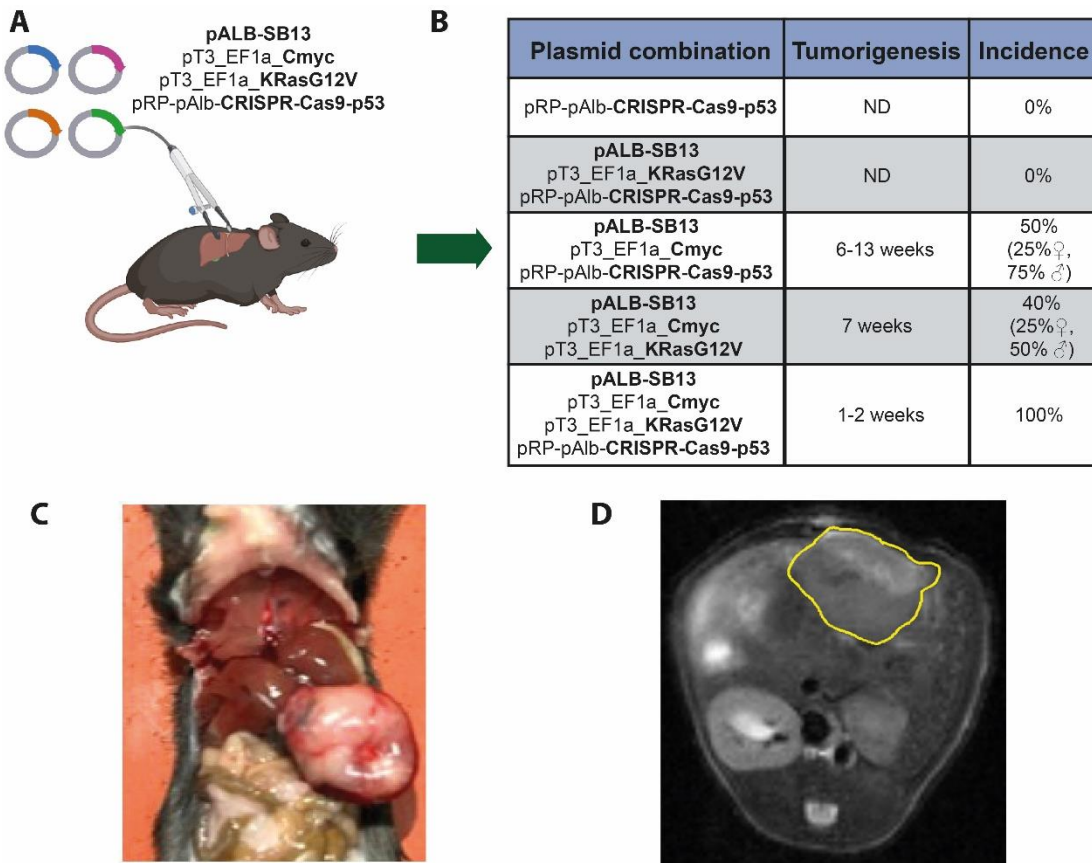 A
pALB-SB13
pT3_EF1a_Cmyc
pT3_EF1a_KRasG12V
pRP-pAlb-CRISPR-Cas9-p53
B
Plasmid combination
Tumorigenesis
Incidence
pRP-pAlb-CRISPR-Cas9-p53
ND
0%
pALB-SB13
pT3_EF1a_KRasG12V
pRP-pAlb-CRISPR-Cas9-p53
ND
0%
pALB-SB13
pT3_EF1a_Cmyc
pRP-pAlb-CRISPR-Cas9-p53
6-13 weeks
50%
(25%♀,
75% ♂)
pALB-SB13
pT3_EF1a_Cmyc
pT3_EF1a_KRasG12V
7 weeks
40%
(25%♀,
50% ♂)
pALB-SB13
pT3_EF1a_Cmyc
pT3_EF1a_KRasG12V
pRP-pAlb-CRISPR-Cas9-p53
1-2 weeks
100%
C
D